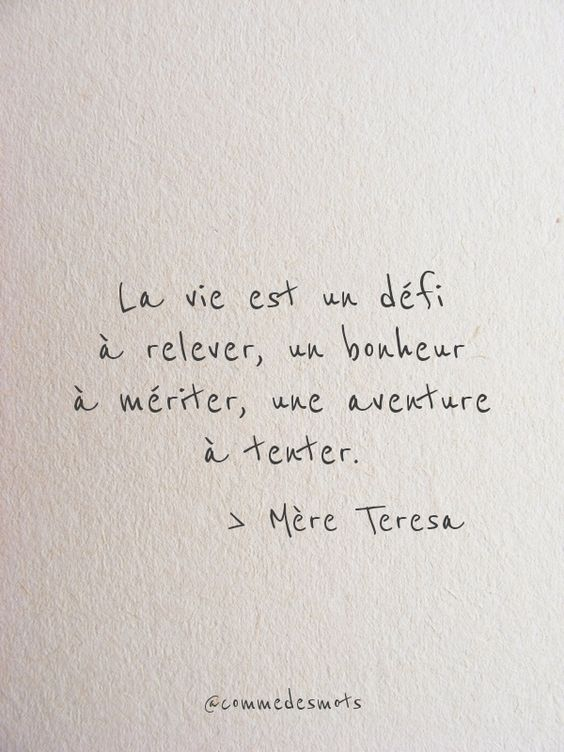 La vie est un défi
à relever, un bonheur
à mériter, une aventure
à tenter.
> Mère Teresa
@commedesmots